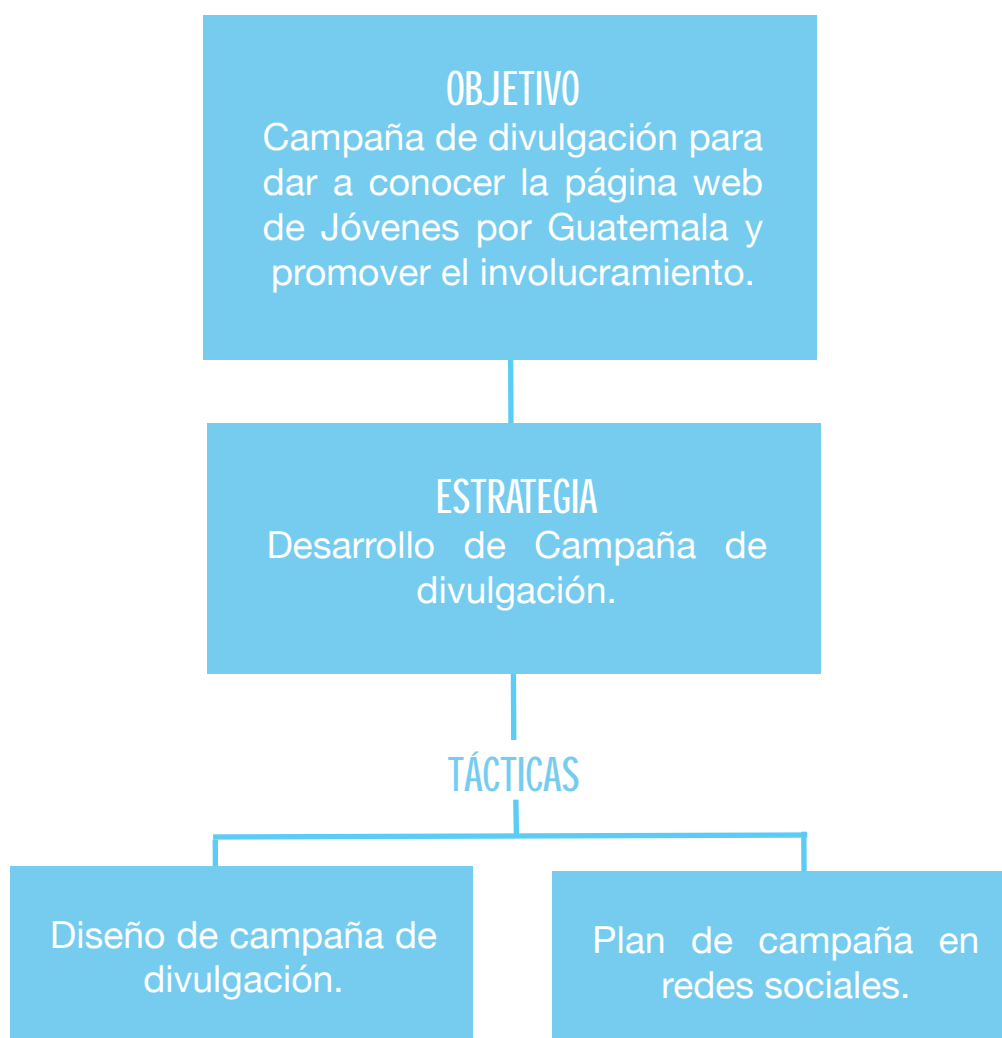 OBJETIVO
Campaña de divulgación para
dar a conocer la página web
de Jóvenes por Guatemala y
promover el involucramiento.
ESTRATEGIA
Desarrollo de Campaña de
divulgación.
TÁCTICAS
Diseño de campaña de
divulgación.
Plan de campaña en
redes sociales.